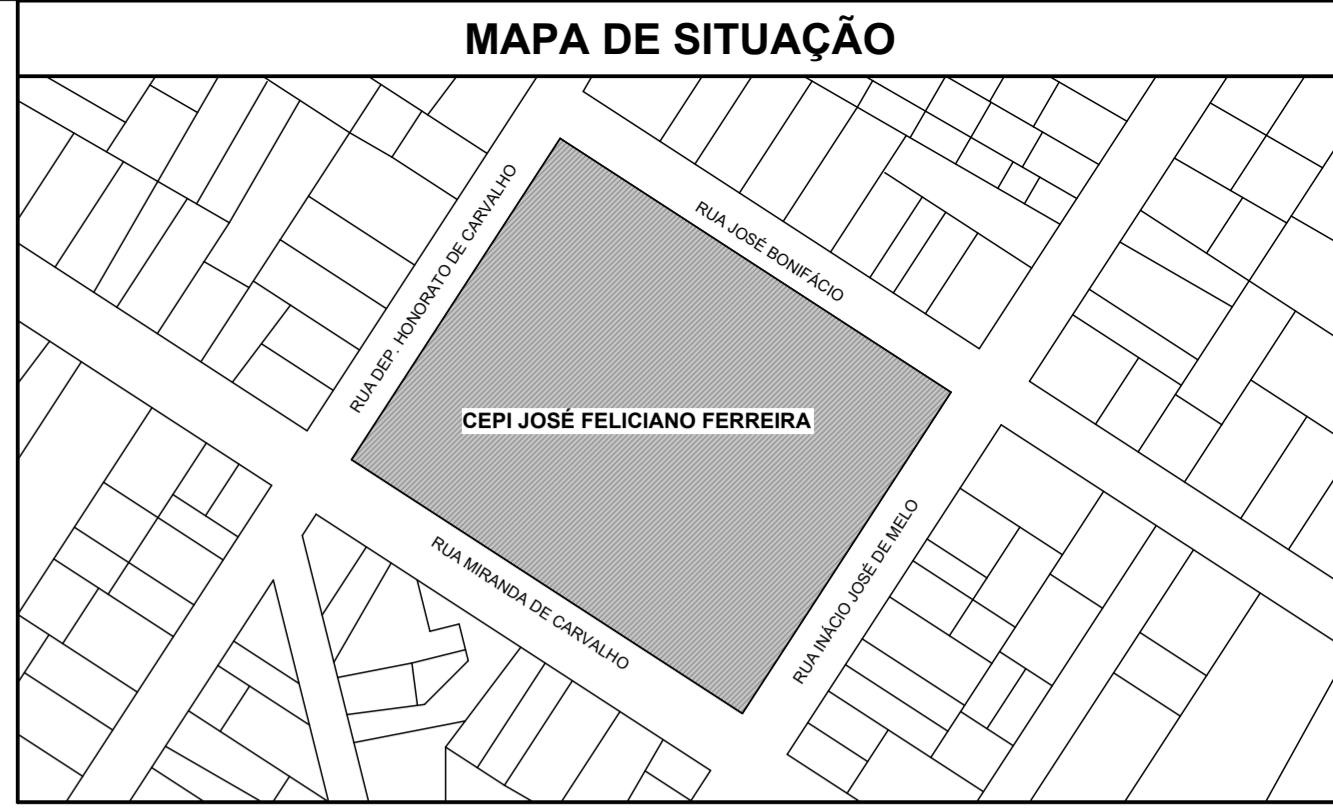 MAPA DE SITUAÇÃO
RUA DEP. HONORATO DE CARVALHO
RUA JOSÉ BONIFÁCIO
CEPI JOSÉ FELICIANO FERREIRA
RUA MIRANDA DE CARVALHO
RUA INÁCIO JOSÉ DE MELO